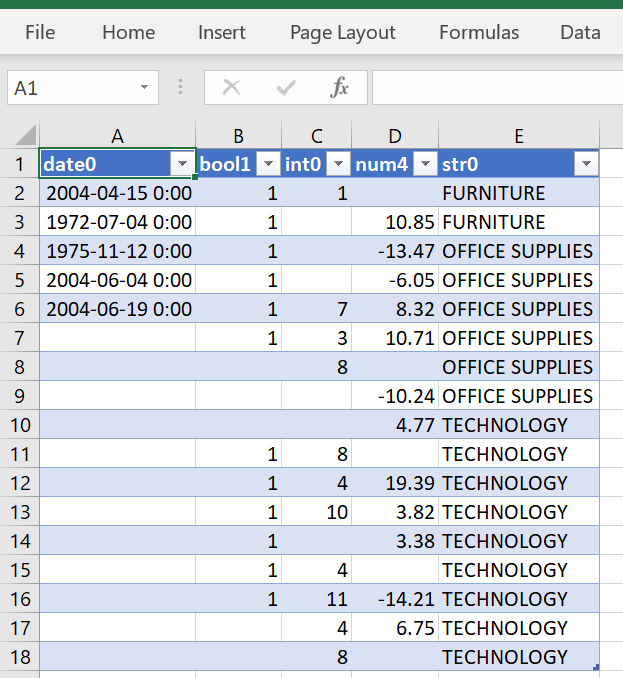 File Home Insert Page Layout Formulas Data
A1 fx
A B C D E
1 date0 bool1 int0 num4 str0
2 2004-04-15 0:00 1 1 FURNITURE
3 1972-07-04 0:00 1 10.85 FURNITURE
4 1975-11-12 0:00 1 -13.47 OFFICE SUPPLIES
5 2004-06-04 0:00 1 -6.05 OFFICE SUPPLIES
6 2004-06-19 0:00 1 7 8.32 OFFICE SUPPLIES
7 1 3 10.71 OFFICE SUPPLIES
8 8 OFFICE SUPPLIES
9 -10.24 OFFICE SUPPLIES
10 4.77 TECHNOLOGY
11 1 8 TECHNOLOGY
12 1 4 19.39 TECHNOLOGY
13 1 10 3.82 TECHNOLOGY
14 1 3.38 TECHNOLOGY
15 1 4 TECHNOLOGY
16 1 11 -14.21 TECHNOLOGY
17 4 6.75 TECHNOLOGY
18 8 TECHNOLOGY